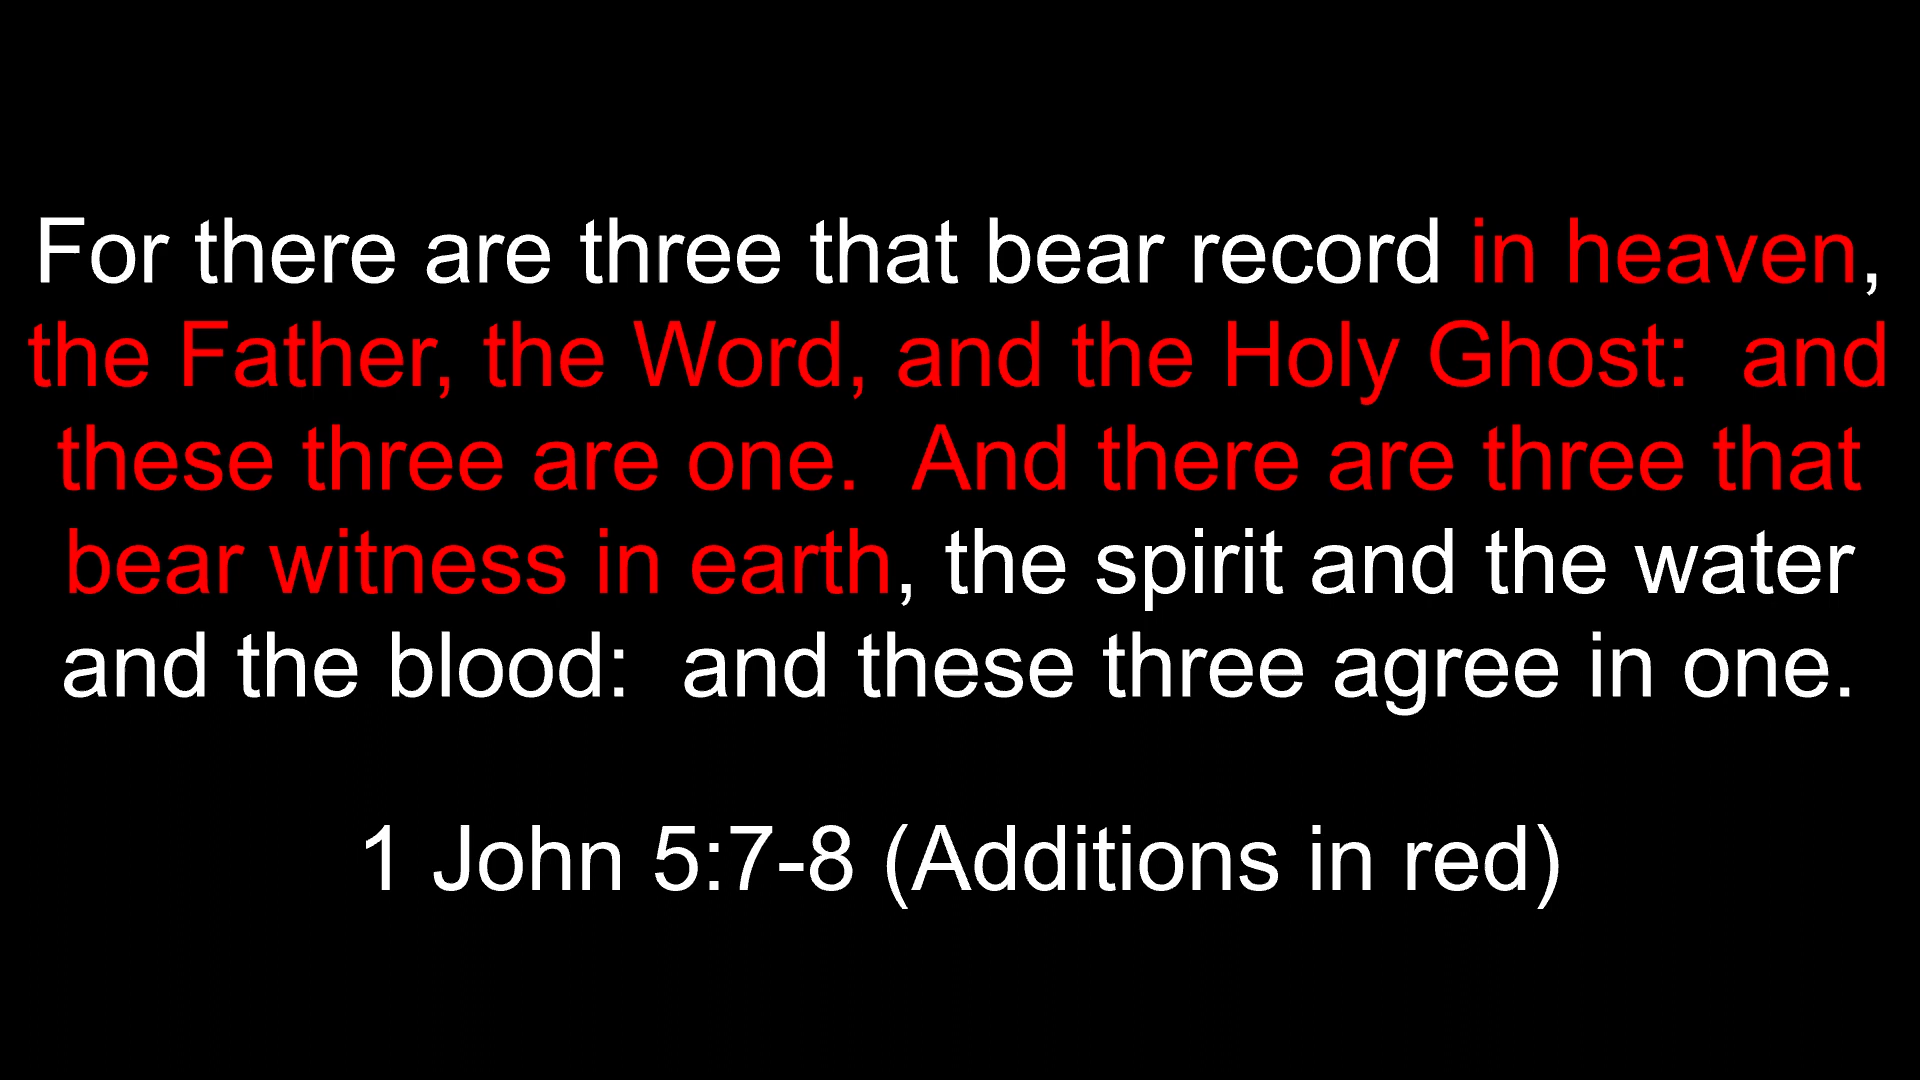 For there are three that bear record in heaven,
the Father, the Word, and the Holy Ghost:  and
these three are one.  And there are three that
bear witness in earth, the spirit and the water
and the blood:  and these three agree in one.
1 John 5:7-8 (Additions in red)